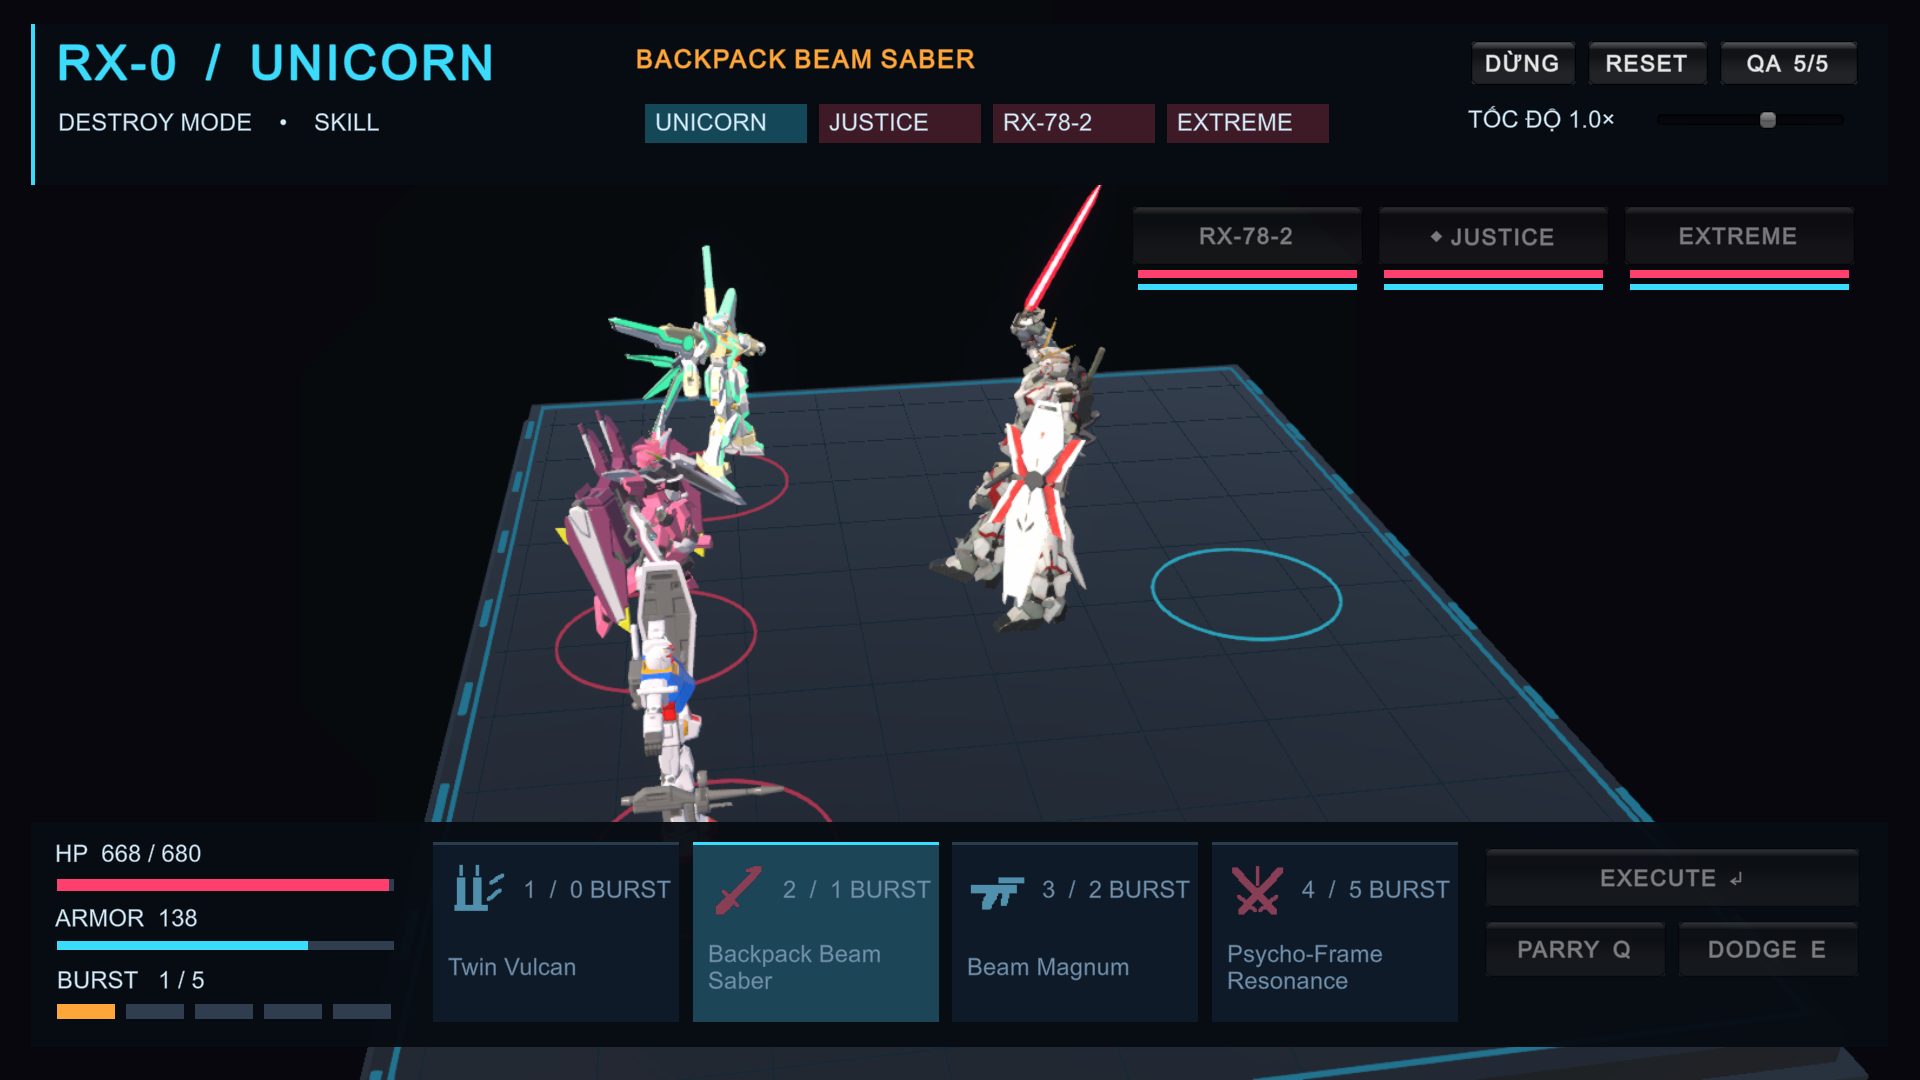 RX-0 / UNICORN
DESTROY MODE • SKILL
BACKPACK BEAM SABER
UNICORN JUSTICE RX-78-2 EXTREME
DỪNG RESET QA 5/5
TỐC ĐỘ 1.0×
RX-78-2 ◆ JUSTICE EXTREME
HP 668 / 680
ARMOR 138
BURST 1 / 5
1 / 0 BURST
Twin Vulcan
2 / 1 BURST
Backpack Beam
Saber
3 / 2 BURST
Beam Magnum
4 / 5 BURST
Psycho-Frame
Resonance
EXECUTE ↲
PARRY Q DODGE E